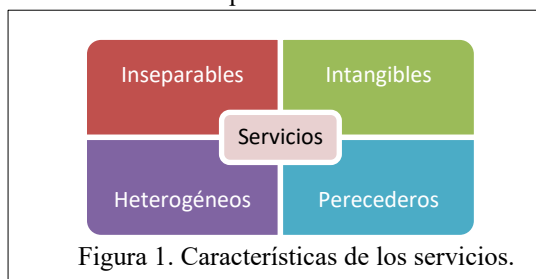 Inseparables
Intangibles
Servicios
Heterogéneos
Perecederos
Figura 1. Características de los servicios.